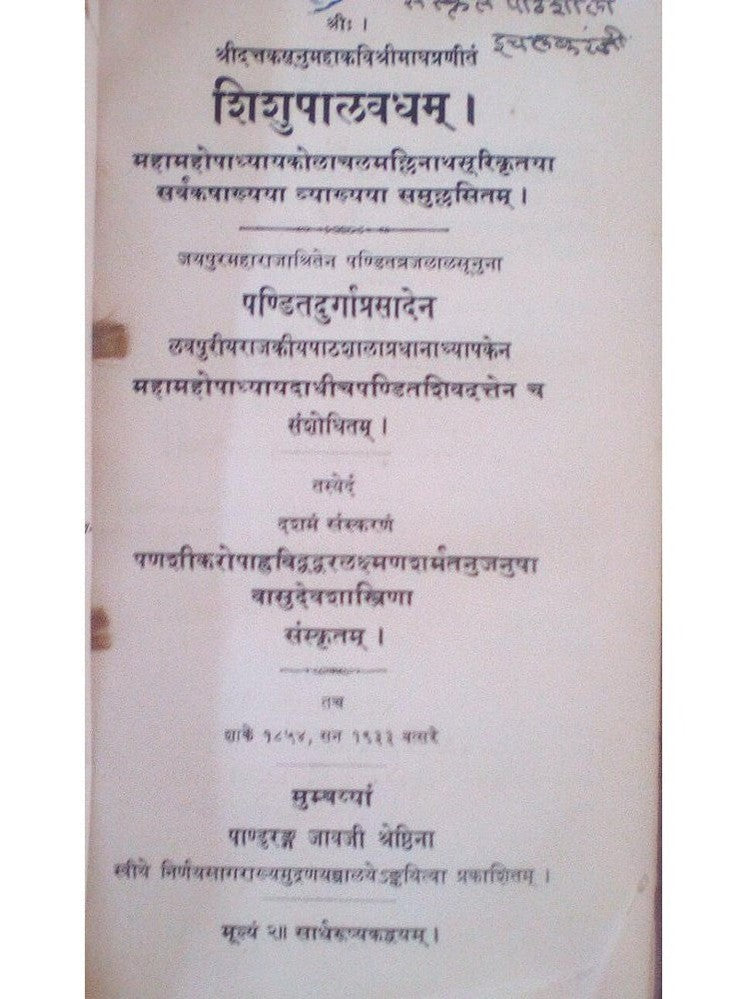 संस्कृत पाठशाला
इचलकरंजी
श्रीः ।
श्रीदत्तकसूनुमहाकविश्रीमाघप्रणीतं
शिशुपालवधम् ।
महामहोपाध्यायकोलाचलमल्लिनाथसूरिकृतया
सर्वंकषाख्यया व्याख्यया समुल्लसितम् ।
जयपुरमहाराजाश्रितेन पण्डितव्रजलालसूनुना
पण्डितदुर्गाप्रसादेन
लवपुरीयराजकीयपाठशालाप्रधानाध्यापकेन
महामहोपाध्यायदाधीचपण्डितशिवदत्तेन च
संशोधितम् ।
तस्येदं
दशमं संस्करणं
पणशीकरोपाह्वविद्वद्वरलक्ष्मणशर्मतनुजनुषा
वासुदेवशास्त्रिणा
संस्कृतम् ।
तच्च
शाके १८५४, सन १९३३ वत्सरे
मुम्बय्यां
पाण्डुरङ्ग जावजी श्रेष्ठिना
स्वीये निर्णयसागराख्यमुद्रणयन्त्रालयेऽङ्कयित्वा प्रकाशितम् ।
मूल्यं २॥ सार्धरूप्यकद्वयम् ।